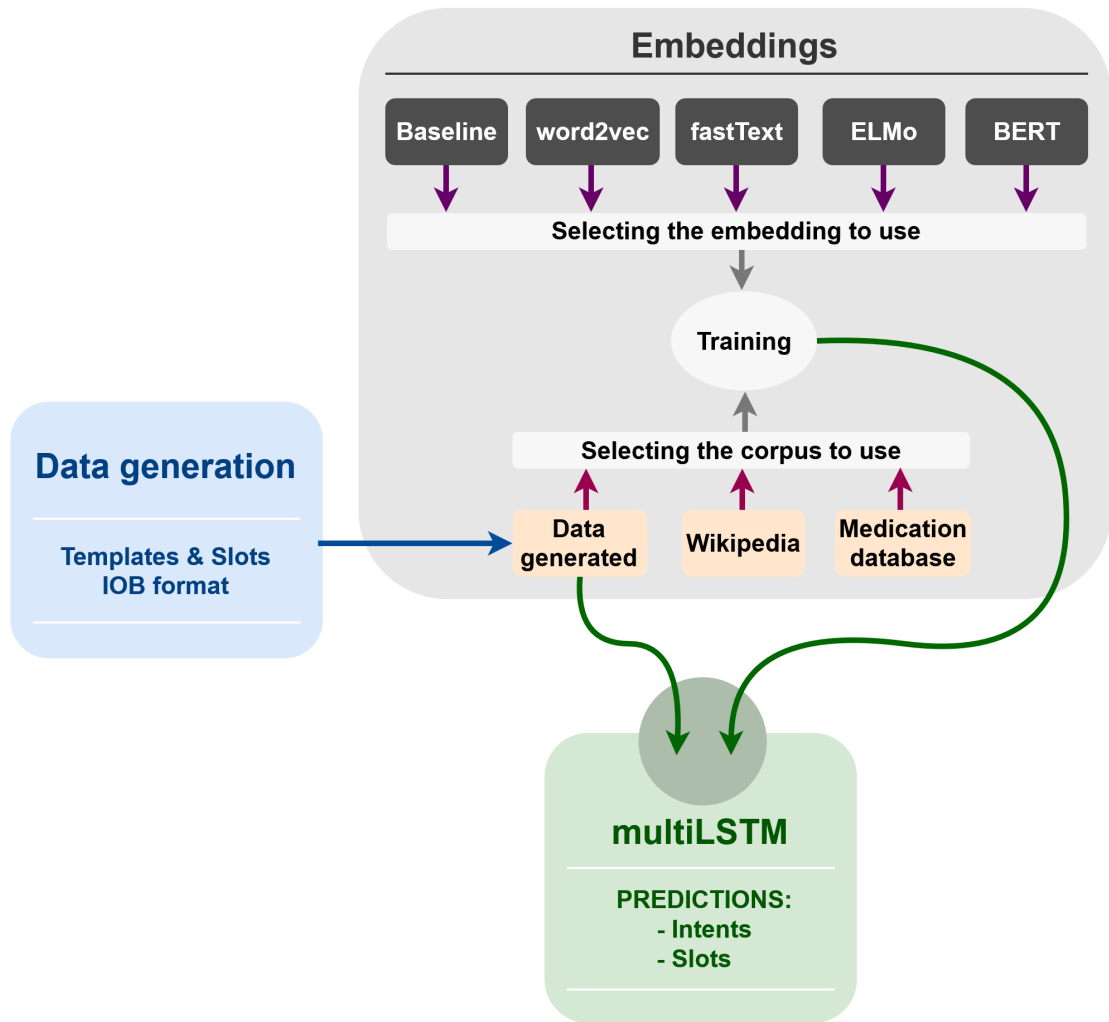 Embeddings
Baseline
word2vec
fastText
ELMo
BERT
Selecting the embedding to use
Training
Selecting the corpus to use
Data
generated
Wikipedia
Medication
database
Data generation
Templates & Slots
IOB format
multiLSTM
PREDICTIONS:
- Intents
- Slots